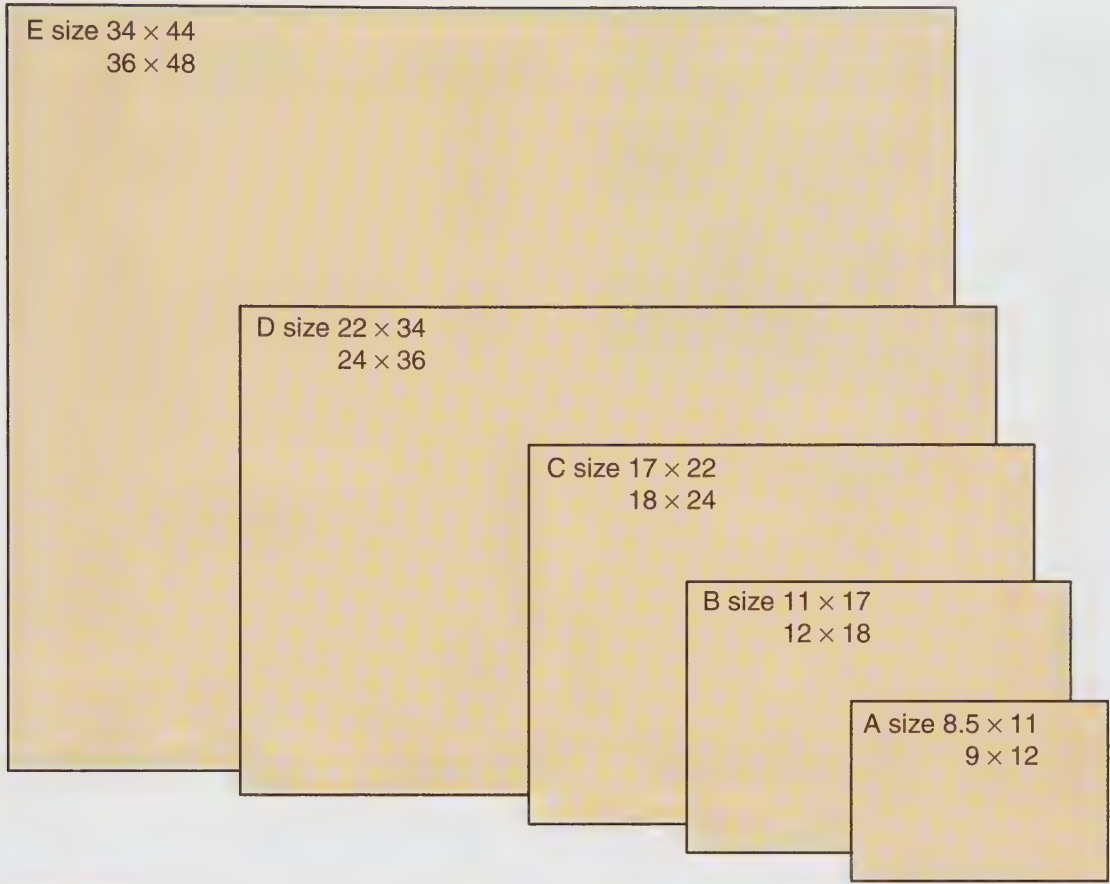 E size 34 × 44
36 × 48
D size 22 × 34
24 × 36
C size 17 × 22
18 × 24
B size 11 × 17
12 × 18
A size 8.5 × 11
9 × 12